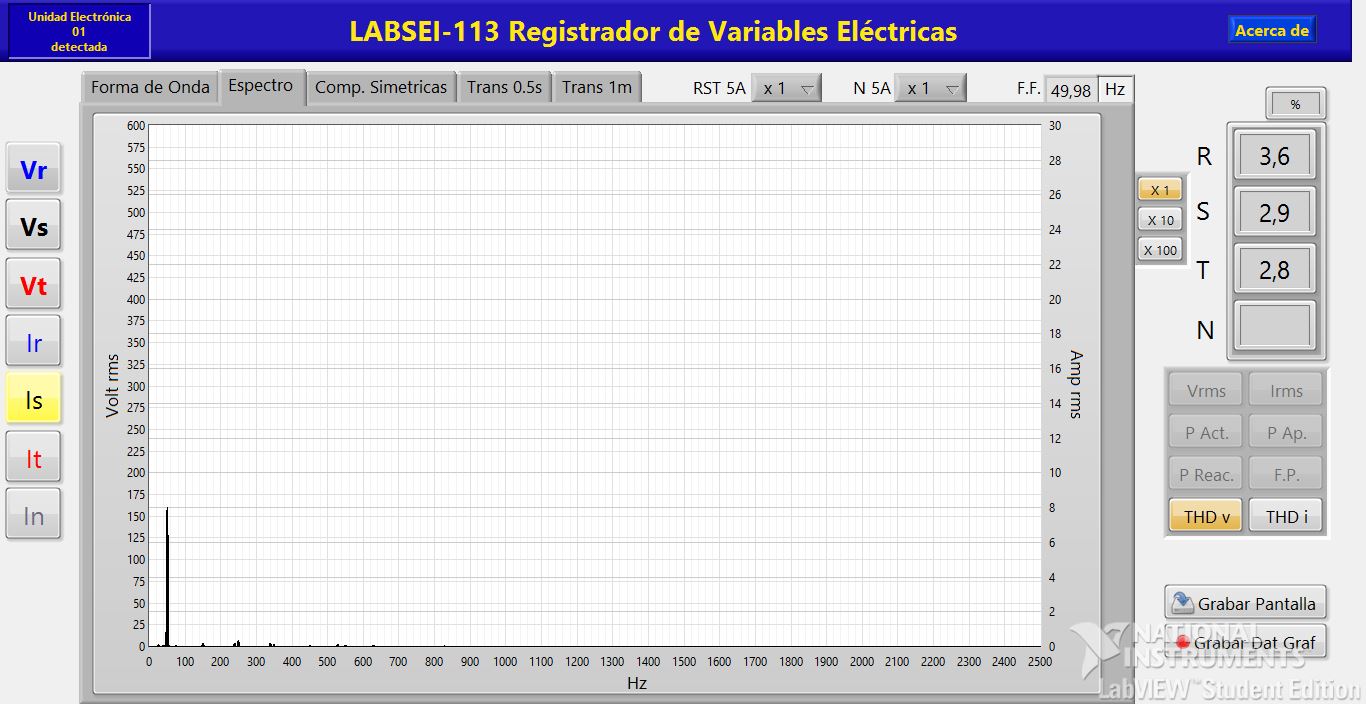 Unidad Electrónica
01
detectada
LABSEI-113 Registrador de Variables Eléctricas
Acerca de
Forma de Onda
Espectro
Comp. Simetricas
Trans 0.5s
Trans 1m
RST 5A
x 1
N 5A
x 1
F.F.
49,98
Hz
Vr
Vs
Vt
Ir
Is
It
In
Volt rms
600
575
550
525
500
475
450
425
400
375
350
325
300
275
250
225
200
175
150
125
100
75
50
25
0
0 100 200 300 400 500 600 700 800 900 1000 1100 1200 1300 1400 1500 1600 1700 1800 1900 2000 2100 2200 2300 2400 2500
Hz
30
28
26
24
22
20
18
16
14
12
10
8
6
4
2
0
Amp rms
X 1
X 10
X 100
%
R 3,6
S 2,9
T 2,8
N
Vrms Irms
P Act. P Ap.
P Reac. F.P.
THD v THD i
Grabar Pantalla
Grabar Dat Graf
NATIONAL
INSTRUMENTS
LabVIEW™ Student Edition